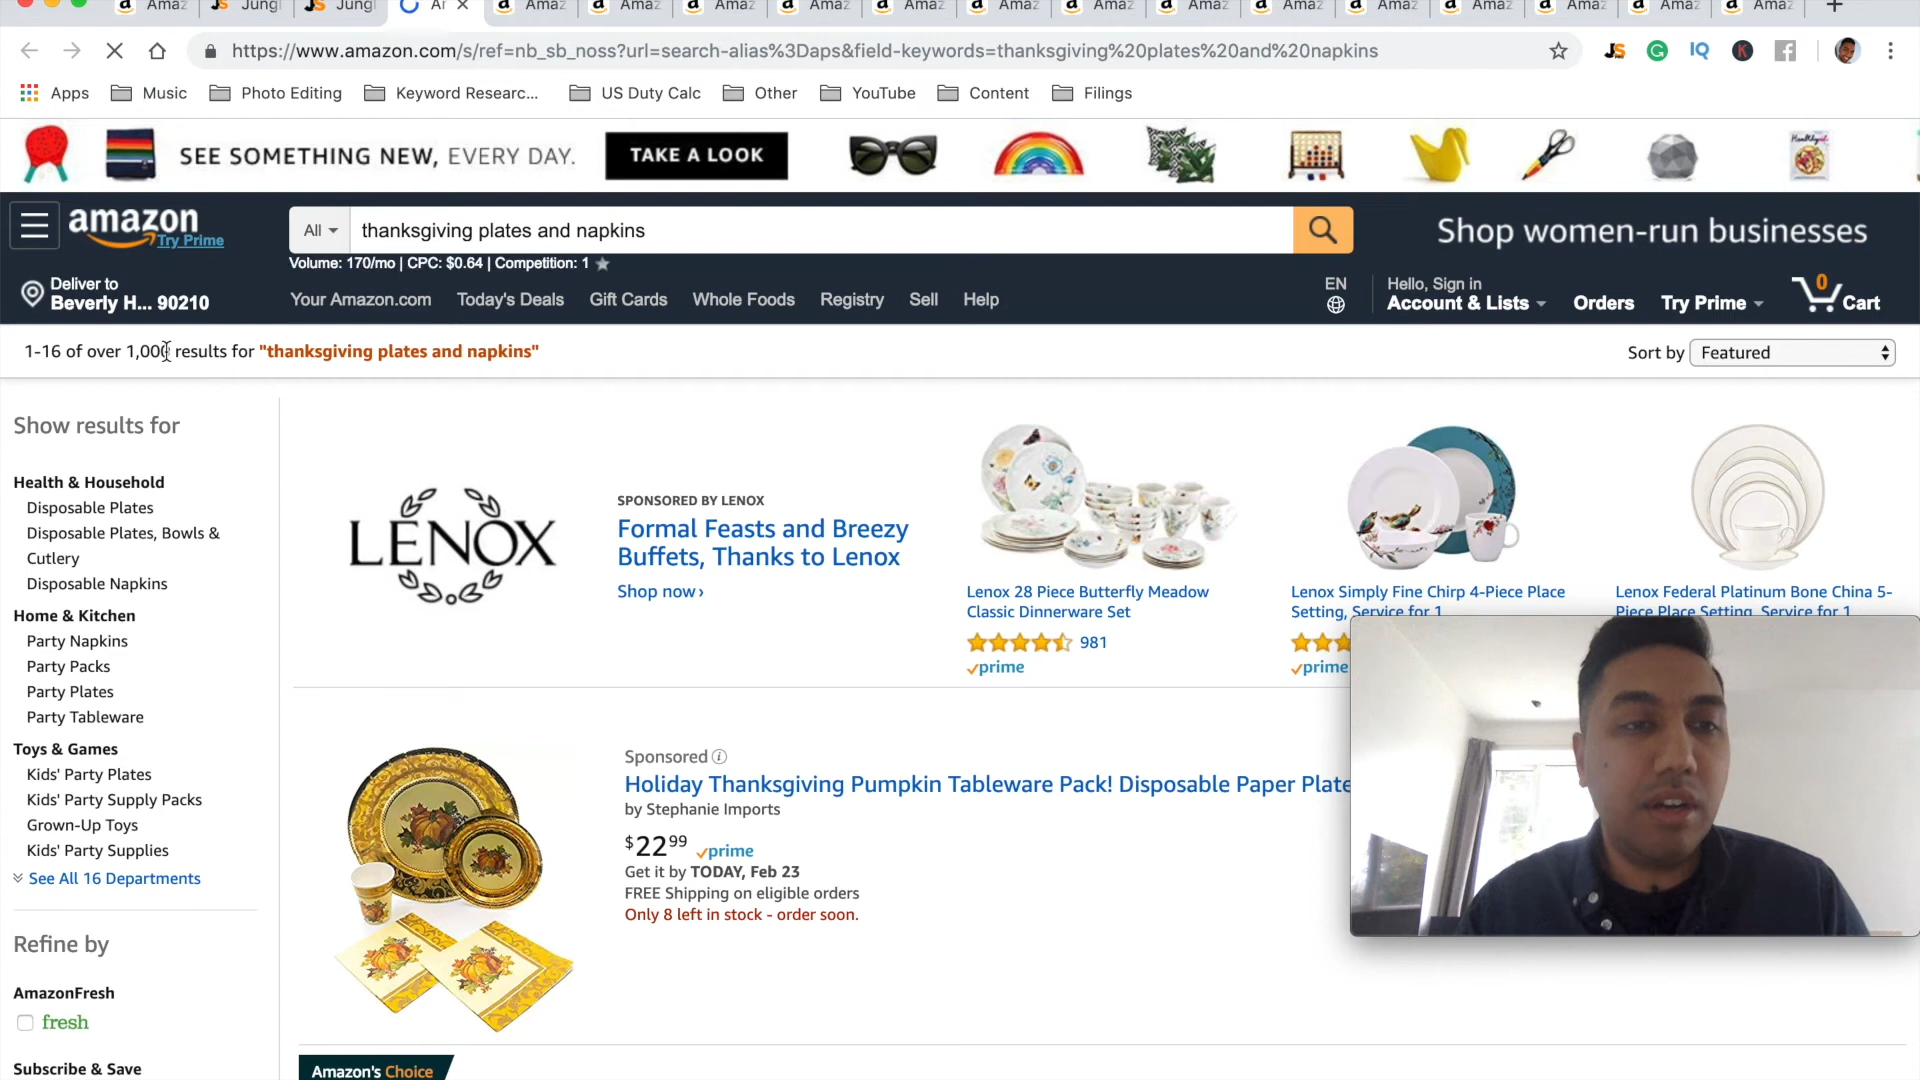 Amaz
Jungl
Jungl
Ar
Amaz
Amaz
Amaz
Amaz
Amaz
Amaz
Amaz
Amaz
Amaz
Amaz
Amaz
Amaz
Amaz
Amaz
https://www.amazon.com/s/ref=nb_sb_noss?url=search-alias%3Daps&field-keywords=thanksgiving%20plates%20and%20napkins
JS
G
IQ
K
f
Apps
Music
Photo Editing
Keyword Researc...
US Duty Calc
Other
YouTube
Content
Filings
SEE SOMETHING NEW, EVERY DAY.
TAKE A LOOK
amazon
Try Prime
All
thanksgiving plates and napkins
Shop women-run businesses
Volume: 170/mo | CPC: $0.64 | Competition: 1
Deliver to
Beverly H... 90210
Your Amazon.com
Today's Deals
Gift Cards
Whole Foods
Registry
Sell
Help
EN
Hello, Sign in
Account & Lists
Orders
Try Prime
0
Cart
1-16 of over 1,000 results for "thanksgiving plates and napkins"
Sort by
Featured
Show results for
Health & Household
Disposable Plates
Disposable Plates, Bowls &
Cutlery
Disposable Napkins
Home & Kitchen
Party Napkins
Party Packs
Party Plates
Party Tableware
Toys & Games
Kids' Party Plates
Kids' Party Supply Packs
Grown-Up Toys
Kids' Party Supplies
See All 16 Departments
Refine by
AmazonFresh
fresh
Subscribe & Save
LENOX
SPONSORED BY LENOX
Formal Feasts and Breezy
Buffets, Thanks to Lenox
Shop now ›
Lenox 28 Piece Butterfly Meadow
Classic Dinnerware Set
981
prime
Lenox Simply Fine Chirp 4-Piece Place
Setting, Service for 1
prime
Lenox Federal Platinum Bone China 5-
Piece Place Setting, Service for 1
Sponsored
Holiday Thanksgiving Pumpkin Tableware Pack! Disposable Paper Plate
by Stephanie Imports
$22 99
prime
Get it by TODAY, Feb 23
FREE Shipping on eligible orders
Only 8 left in stock - order soon.
Amazon's Choice